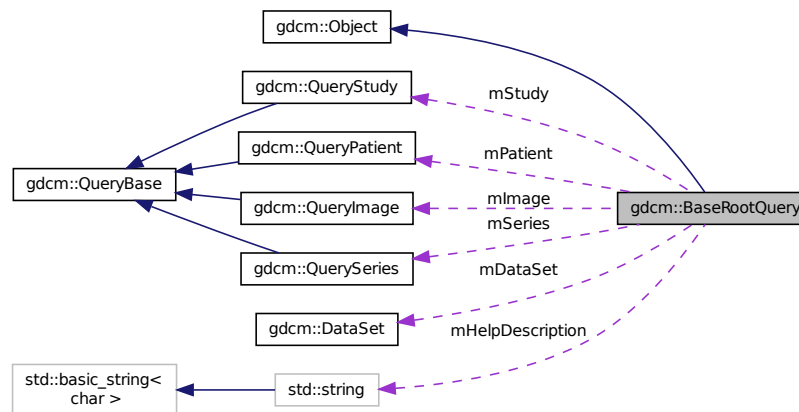 gdcm::Object
gdcm::QueryStudy
mStudy
gdcm::QueryPatient
mPatient
gdcm::QueryBase
gdcm::QueryImage
mImage
gdcm::BaseRootQuery
mSeries
gdcm::QuerySeries
mDataSet
gdcm::DataSet
mHelpDescription
std::basic_string<
char >
std::string